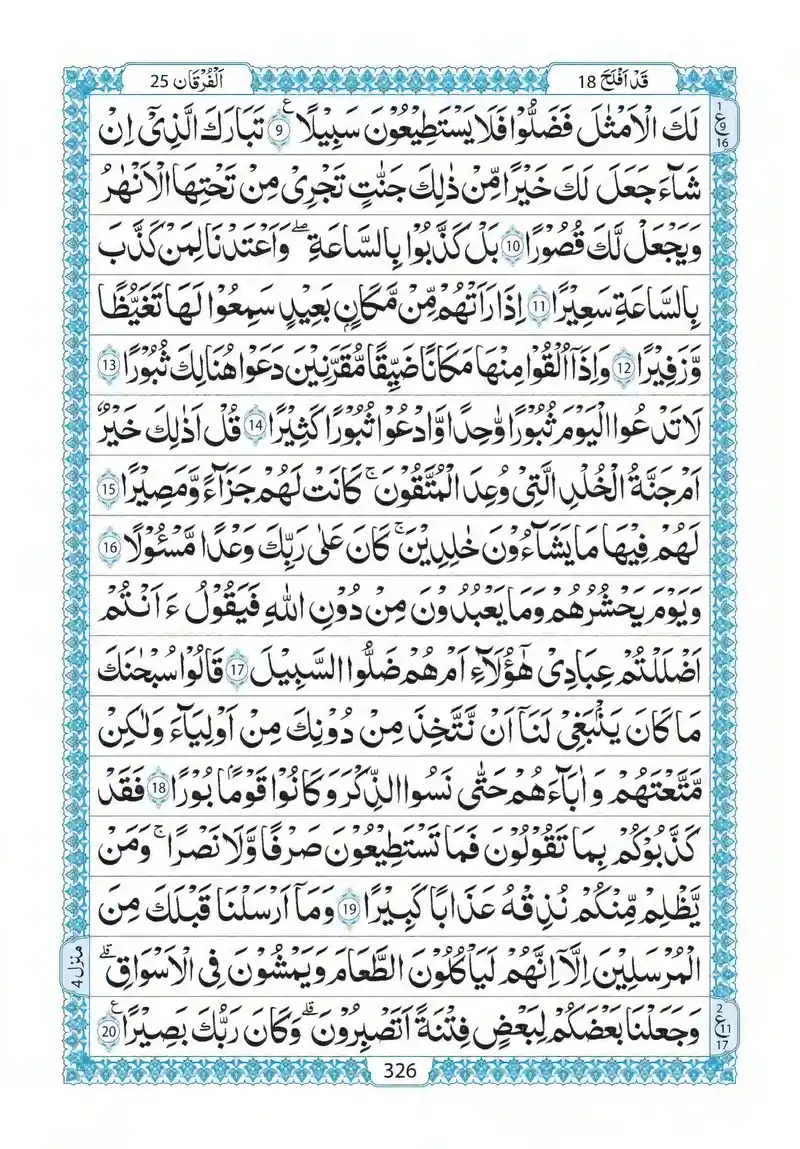 قَدْ اَفْلَحَ 18
اَلْفُرْقَان 25
لَكَ الْاَمْثَالَ فَضَلُّوْا فَلَا يَسْتَطِيْعُوْنَ سَبِيْلًا ۧ 9 تَبَارَكَ الَّذِيْۤ اِنْ
1 ع 9 16
شَآءَ جَعَلَ لَكَ خَيْرًا مِّنْ ذٰلِكَ جَنّٰتٍ تَجْرِيْ مِنْ تَحْتِهَا الْاَنْهٰرُ
وَيَجْعَلْ لَّكَ قُصُوْرًا 10 بَلْ كَذَّبُوْا بِالسَّاعَةِ ۖ وَاَعْتَدْنَا لِمَنْ كَذَّبَ
بِالسَّاعَةِ سَعِيْرًا 11 اِذَا رَاَتْهُمْ مِّنْ مَّكَانٍۭ بَعِيْدٍ سَمِعُوْا لَهَا تَغَيُّظًا
وَّزَفِيْرًا 12 وَاِذَاۤ اُلْقُوْا مِنْهَا مَكَانًا ضَيِّقًا مُّقَرَّنِيْنَ دَعَوْا هُنَالِكَ ثُبُوْرًا 13
لَا تَدْعُوا الْيَوْمَ ثُبُوْرًا وَّاحِدًا وَّادْعُوْا ثُبُوْرًا كَثِيْرًا 14 قُلْ اَذٰلِكَ خَيْرٌ
اَمْ جَنَّةُ الْخُلْدِ الَّتِيْ وُعِدَ الْمُتَّقُوْنَ ۚ كَانَتْ لَهُمْ جَزَآءً وَّمَصِيْرًا 15
لَهُمْ فِيْهَا مَا يَشَآءُوْنَ خٰلِدِيْنَ ۚ كَانَ عَلٰى رَبِّكَ وَعْدًا مَّسْـُٔوْلًا 16
وَيَوْمَ يَحْشُرُهُمْ وَمَا يَعْبُدُوْنَ مِنْ دُوْنِ اللّٰهِ فَيَقُوْلُ ءَاَنْتُمْ
اَضْلَلْتُمْ عِبَادِيْ هٰٓؤُلَآءِ اَمْ هُمْ ضَلُّوا السَّبِيْلَ 17 قَالُوْا سُبْحٰنَكَ
مَا كَانَ يَنْۢبَغِيْ لَنَاۤ اَنْ نَّتَّخِذَ مِنْ دُوْنِكَ مِنْ اَوْلِيَآءَ وَلٰكِنْ
مَّتَّعْتَهُمْ وَاٰبَآءَهُمْ حَتّٰى نَسُوا الذِّكْرَ وَكَانُوْا قَوْمًۢا بُوْرًا 18 فَقَدْ
كَذَّبُوْكُمْ بِمَا تَقُوْلُوْنَ فَمَا تَسْتَطِيْعُوْنَ صَرْفًا وَّلَا نَصْرًا ۚ وَمَنْ
يَّظْلِمْ مِّنْكُمْ نُذِقْهُ عَذَابًا كَبِيْرًا 19 وَمَاۤ اَرْسَلْنَا قَبْلَكَ مِنَ
الْمُرْسَلِيْنَ اِلَّاۤ اِنَّهُمْ لَيَاْكُلُوْنَ الطَّعَامَ وَيَمْشُوْنَ فِي الْاَسْوَاقِ ؕ
منزل 4
وَجَعَلْنَا بَعْضَكُمْ لِبَعْضٍ فِتْنَةً اَتَصْبِرُوْنَ ۚ وَكَانَ رَبُّكَ بَصِيْرًا ۧ 20
2 ع 11 17
326